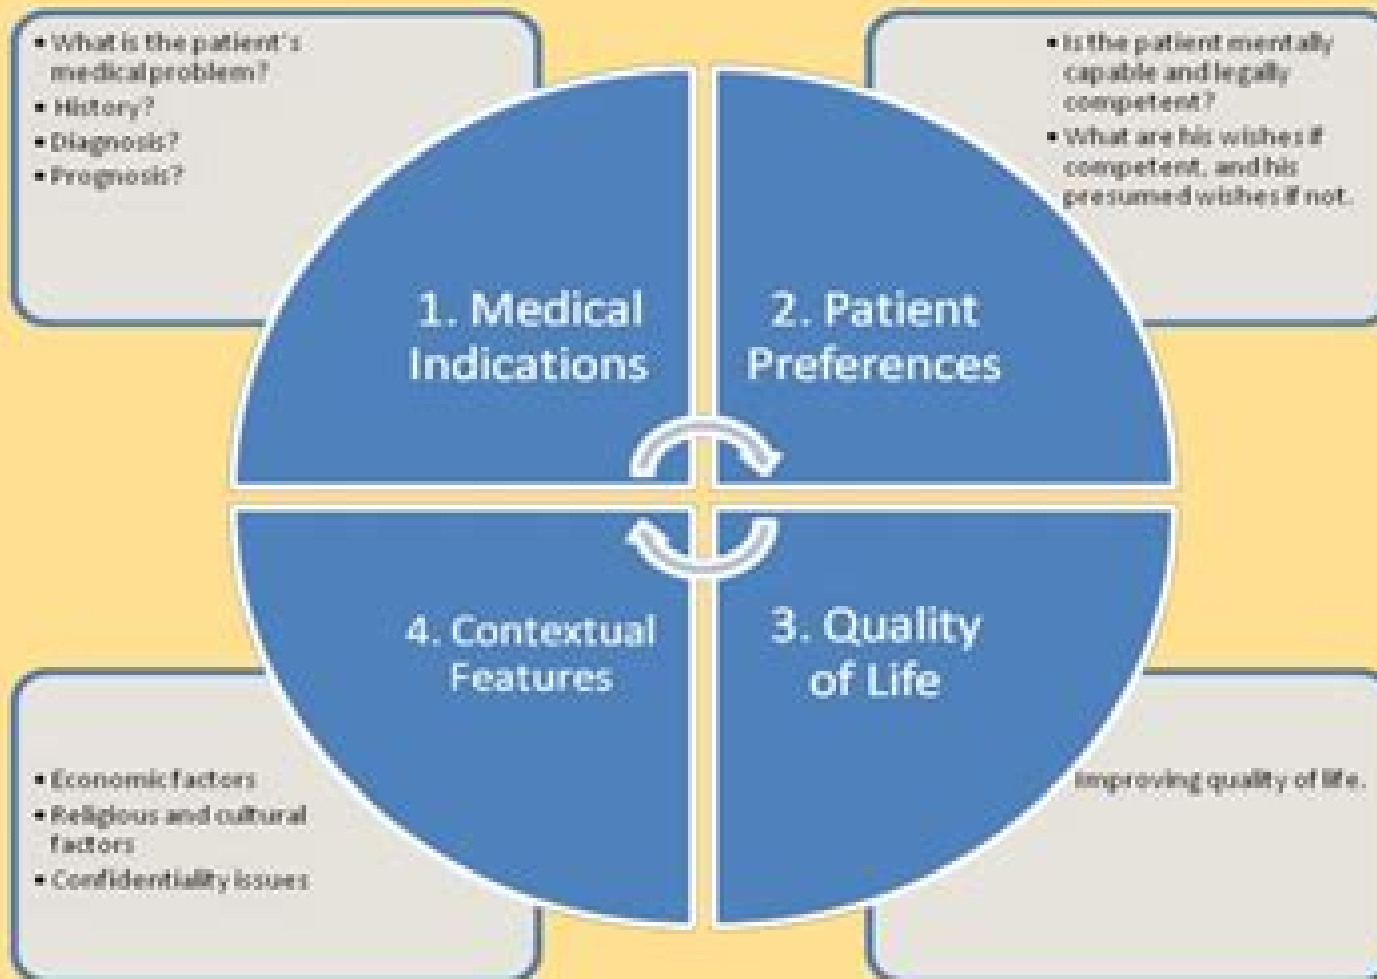 • What is the patient's
medical problem?
• History?
• Diagnosis?
• Prognosis?
• Is the patient mentally
capable and legally
competent?
• What are his wishes if
competent, and his
presumed wishes if not.
1. Medical
Indications
2. Patient
Preferences
4. Contextual
Features
3. Quality
of Life
• Economic factors
• Religious and cultural
factors
• Confidentiality issues
Improving quality of life.